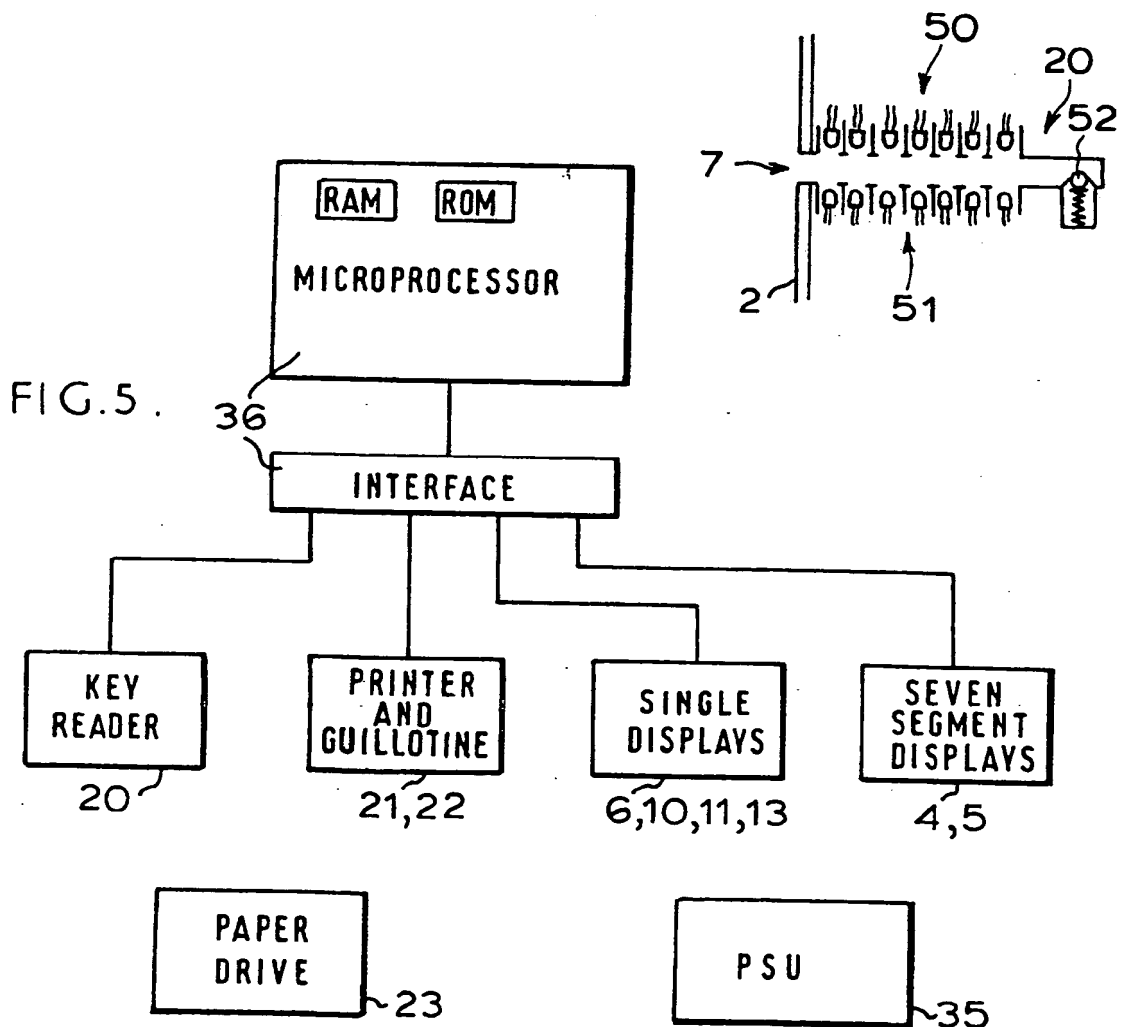 50
20
52
7
2
51
RAM ROM
MICROPROCESSOR
FIG.5.
36
INTERFACE
KEY
READER
20
PRINTER
AND
GUILLOTINE
21,22
SINGLE
DISPLAYS
6,10,11,13
SEVEN
SEGMENT
DISPLAYS
4,5
PAPER
DRIVE
23
PSU
35